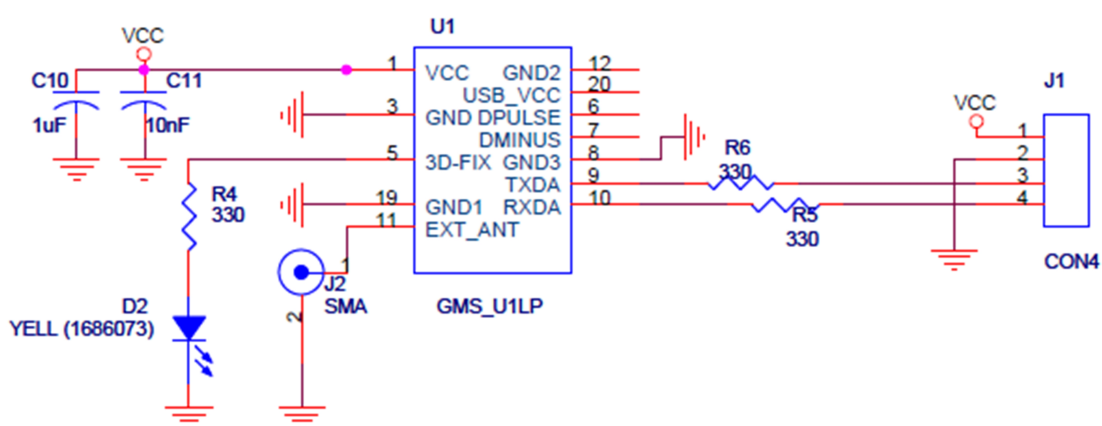 U1
VCC
C10
C11
1uF
10nF
1
3
5
19
11
VCC
GND
3D-FIX
GND1
EXT_ANT
GND2
USB_VCC
DPULSE
DMINUS
GND3
TXDA
RXDA
12
20
6
7
8
9
10
GMS_U1LP
R4
330
D2
YELL (1686073)
1
J2
SMA
2
R6
330
R5
330
VCC
J1
1
2
3
4
CON4